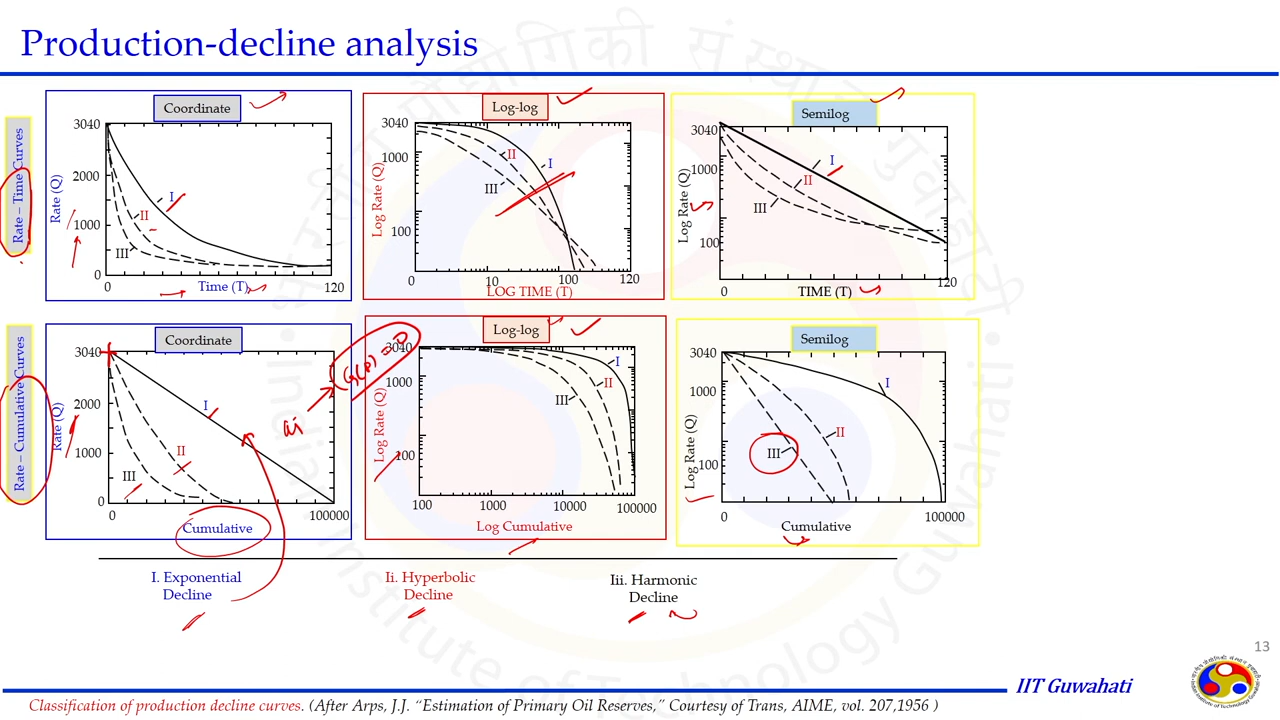 Production-decline analysis
Rate – Time Curves
Coordinate
3040
2000
1000
0
Rate (Q)
I
II
III
0
Time (T)
120
Log-log
3040
1000
100
Log Rate (Q)
I
II
III
0
10
100
120
LOG TIME (T)
Semilog
3040
1000
100
Log Rate (Q)
I
II
III
0
TIME (T)
120
Rate – Cumulative Curves
Coordinate
3040
2000
1000
0
Rate (Q)
I
II
III
0
100000
Cumulative
Log-log
3040
1000
100
Log Rate (Q)
I
II
III
100
1000
10000
100000
Log Cumulative
Semilog
3040
1000
100
Log Rate (Q)
I
II
III
0
100000
Cumulative
I. Exponential
Decline
Ii. Hyperbolic
Decline
Iii. Harmonic
Decline
13
IIT Guwahati
Classification of production decline curves. (After Arps, J.J. “Estimation of Primary Oil Reserves,” Courtesy of Trans, AIME, vol. 207,1956 )
Indian Institute of Technology Guwahati